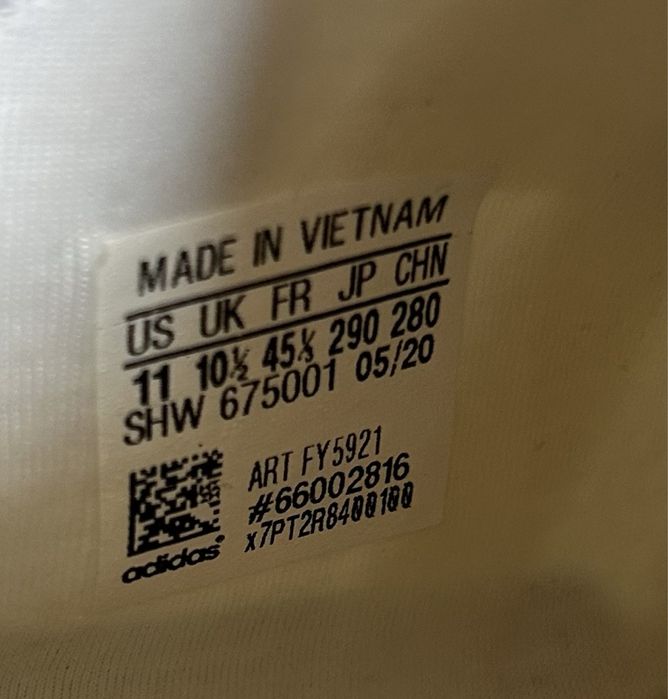 MADE IN VIETNAM
US UK FR JP CHN
11 10½ 45⅓ 290 280
SHW 675001 05/20
ART FY5921
#66002816
x7PT2R8400100
adidas®